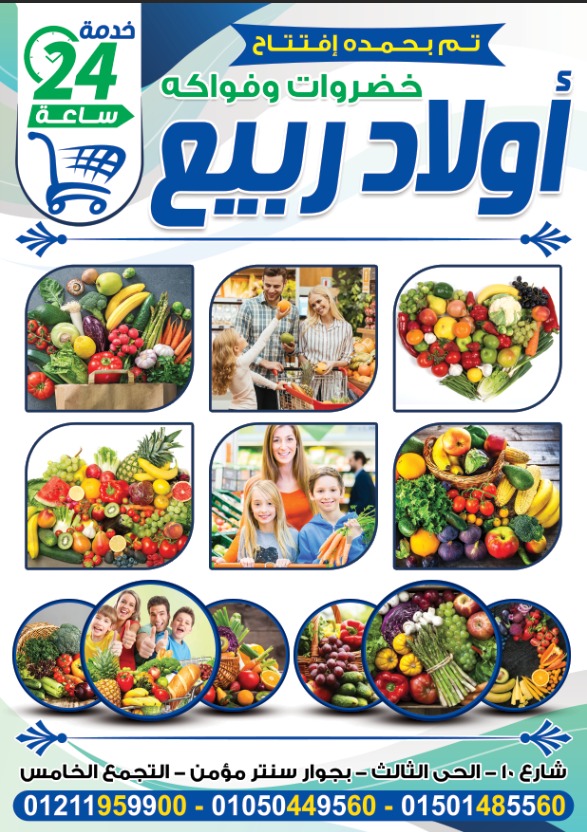 تم بحمده إفتتاح
خدمة
24
ساعة
خضروات وفواكه
أولاد ربيع
شارع ١٠ - الحى الثالث - بجوار سنتر مؤمن - التجمع الخامس
01211959900 - 01050449560 - 01501485560